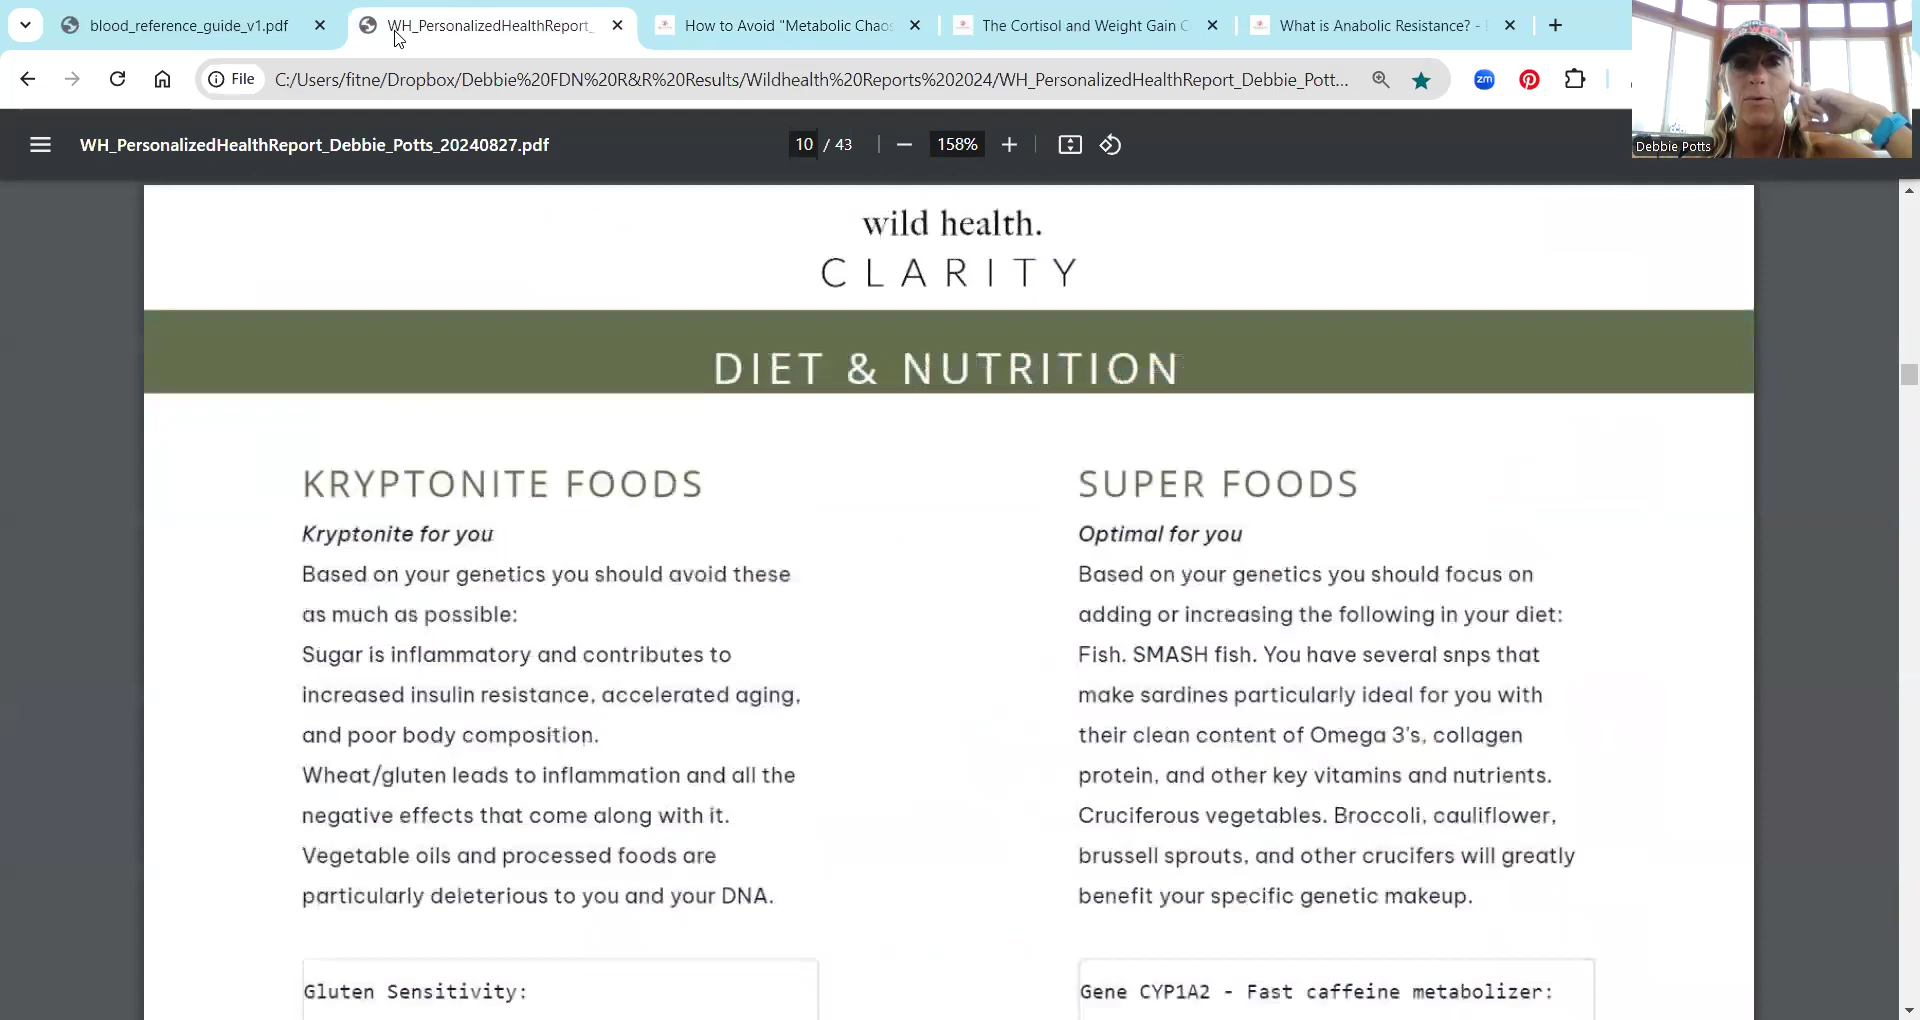 blood_reference_guide_v1.pdf
WH_PersonalizedHealthReport_
How to Avoid "Metabolic Chaos
The Cortisol and Weight Gain C
What is Anabolic Resistance? -
File
C:/Users/fitne/Dropbox/Debbie%20FDN%20R&R%20Results/Wildhealth%20Reports%202024/WH_PersonalizedHealthReport_Debbie_Pott...
zm
Debbie Potts
WH_PersonalizedHealthReport_Debbie_Potts_20240827.pdf
10 / 43
158%
wild health.
CLARITY
DIET & NUTRITION
KRYPTONITE FOODS
Kryptonite for you
Based on your genetics you should avoid these
as much as possible:
Sugar is inflammatory and contributes to
increased insulin resistance, accelerated aging,
and poor body composition.
Wheat/gluten leads to inflammation and all the
negative effects that come along with it.
Vegetable oils and processed foods are
particularly deleterious to you and your DNA.
Gluten Sensitivity:
SUPER FOODS
Optimal for you
Based on your genetics you should focus on
adding or increasing the following in your diet:
Fish. SMASH fish. You have several snps that
make sardines particularly ideal for you with
their clean content of Omega 3's, collagen
protein, and other key vitamins and nutrients.
Cruciferous vegetables. Broccoli, cauliflower,
brussell sprouts, and other crucifers will greatly
benefit your specific genetic makeup.
Gene CYP1A2 - Fast caffeine metabolizer: